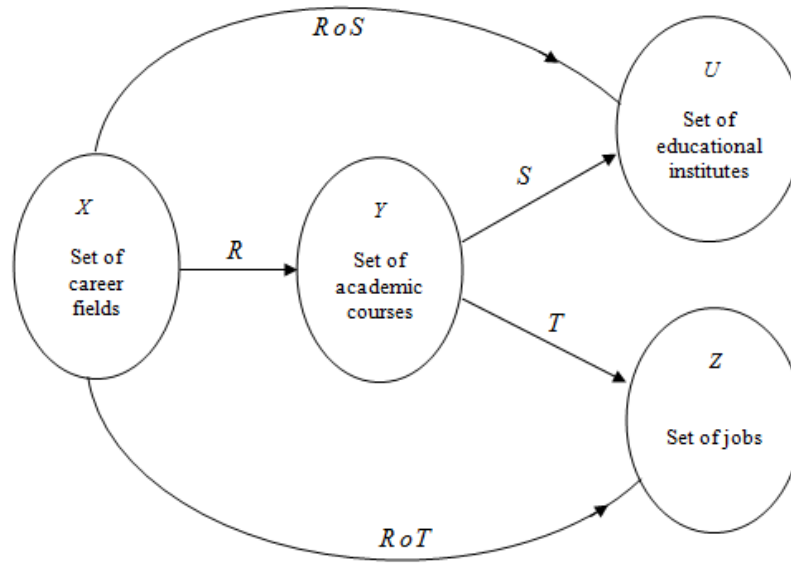 R o S
U
Set of
educational
institutes
S
X
Set of
career
fields
R
Y
Set of
academic
courses
T
Z
Set of jobs
R o T